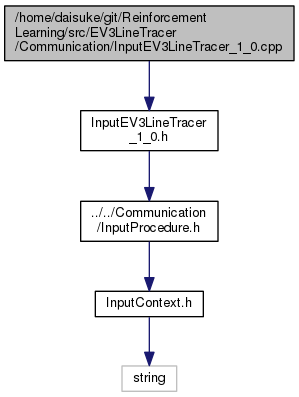 /home/daisuke/git/Reinforcement
Learning/src/EV3LineTracer
/Communication/InputEV3LineTracer_1_0.cpp
InputEV3LineTracer
_1_0.h
../../Communication
/InputProcedure.h
InputContext.h
string